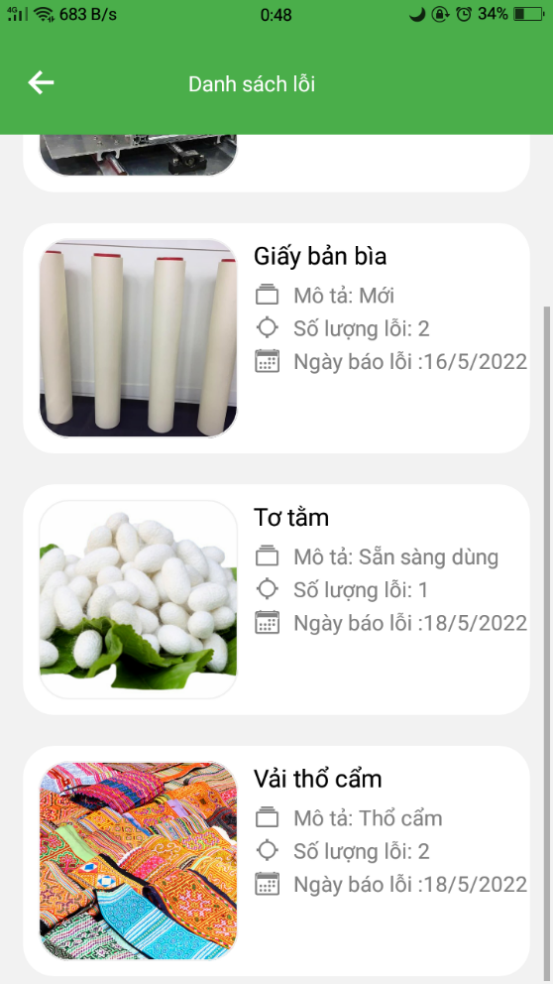 4G 683 B/s 0:48 34%
Danh sách lỗi
Giấy bản bìa
Mô tả: Mới
Số lượng lỗi: 2
Ngày báo lỗi :16/5/2022
Tơ tằm
Mô tả: Sẵn sàng dùng
Số lượng lỗi: 1
Ngày báo lỗi :18/5/2022
Vải thổ cẩm
Mô tả: Thổ cẩm
Số lượng lỗi: 2
Ngày báo lỗi :18/5/2022